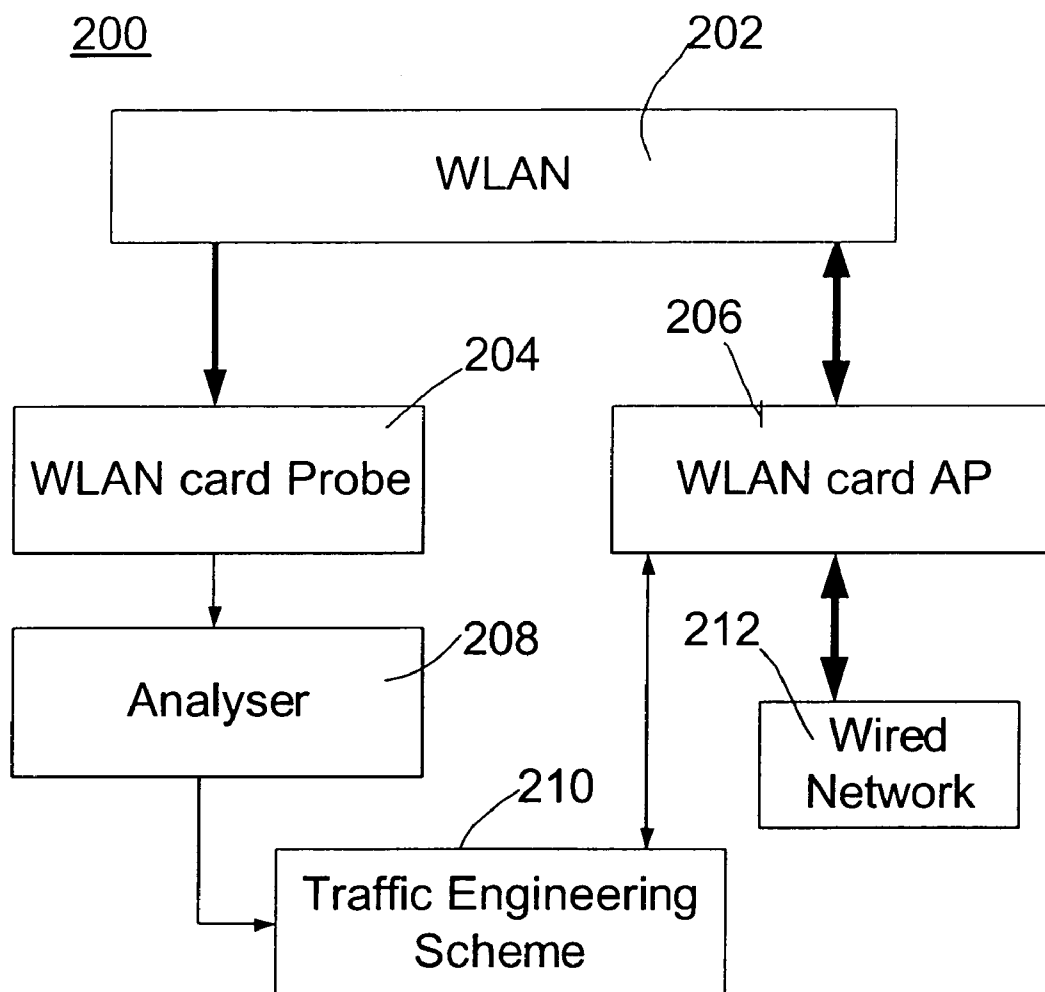 200
202
WLAN
206
204
WLAN card Probe
WLAN card AP
208
212
Analyser
Wired
Network
210
Traffic Engineering
Scheme